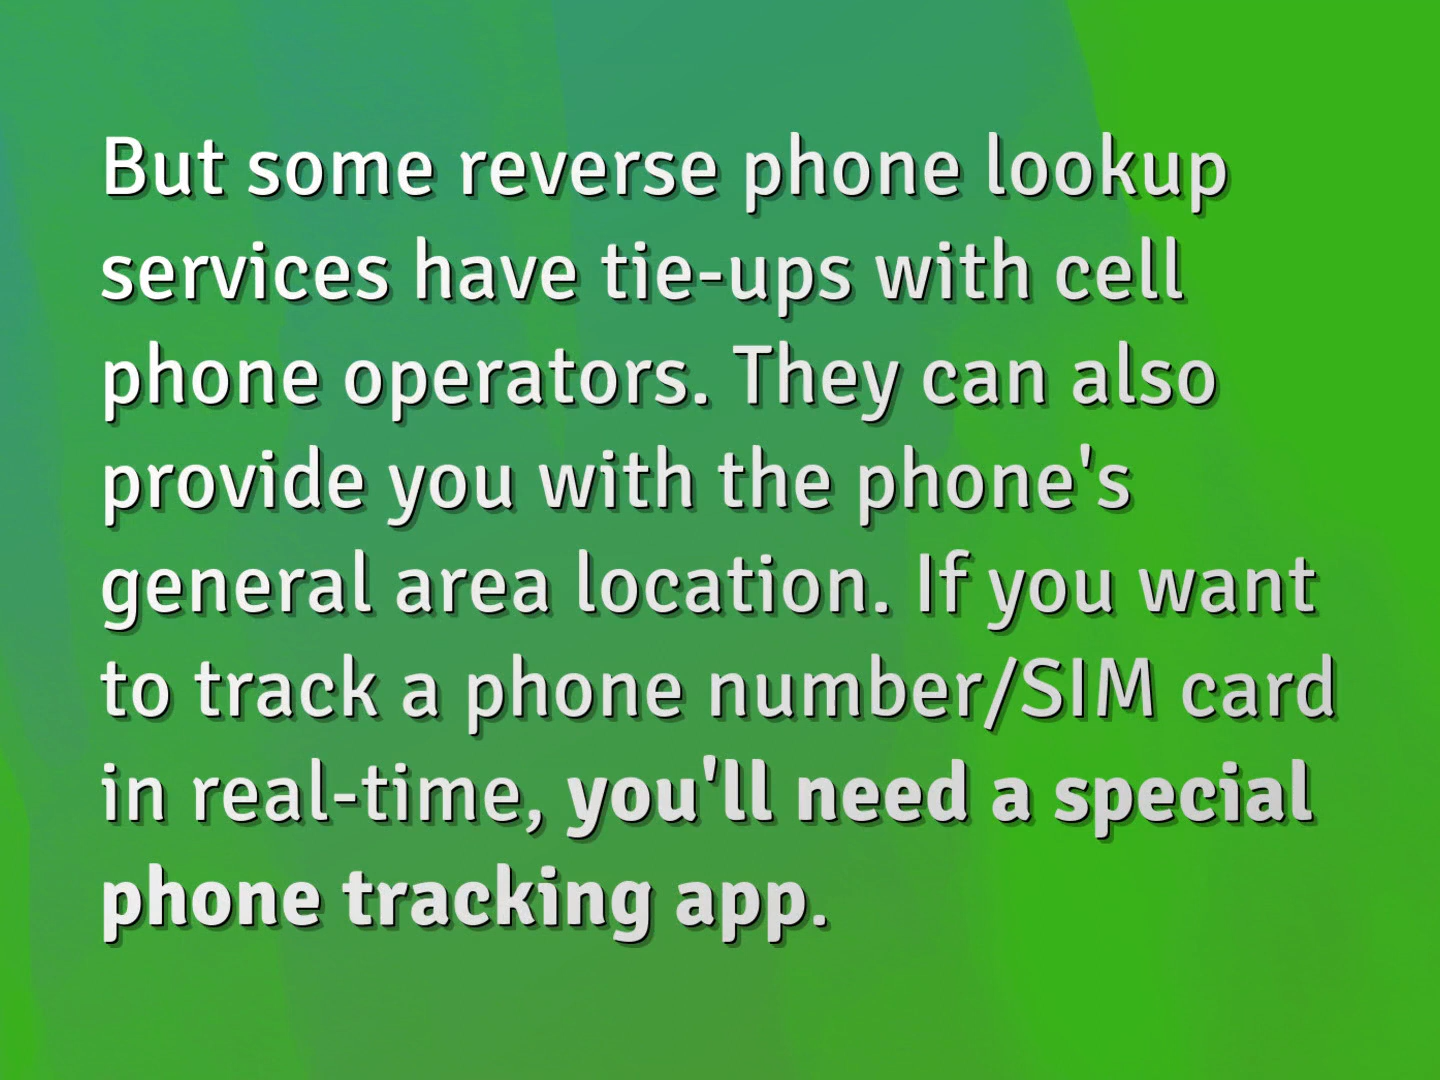 But some reverse phone lookup
services have tie-ups with cell
phone operators. They can also
provide you with the phone's
general area location. If you want
to track a phone number/SIM card
in real-time, you'll need a special
phone tracking app.